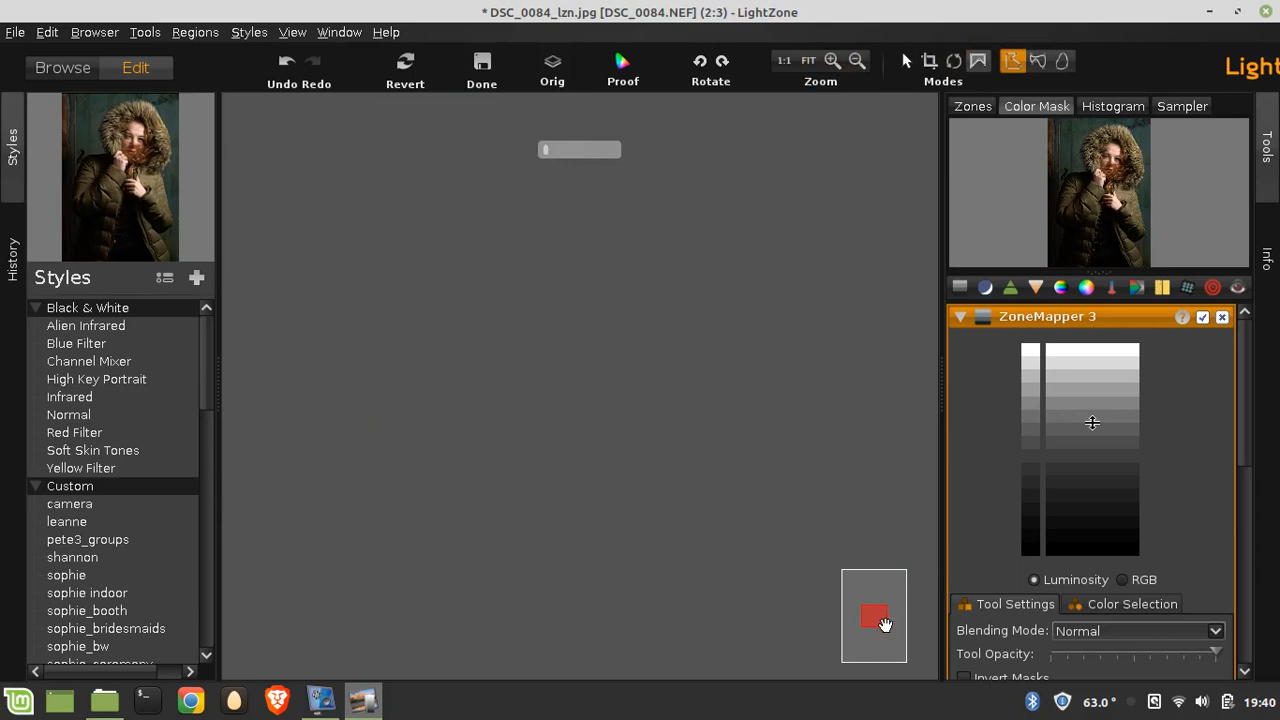 * DSC_0084_lzn.jpg [DSC_0084.NEF] (2:3) - LightZone
File Edit Browser Tools Regions Styles View Window Help
Browse Edit
1:1 FIT
Undo Redo Revert Done Orig Proof Rotate Zoom Modes
Light
Styles
History
Zones Color Mask Histogram Sampler
Tools
Info
Styles
Black & White
Alien Infrared
Blue Filter
Channel Mixer
High Key Portrait
Infrared
Normal
Red Filter
Soft Skin Tones
Yellow Filter
Custom
camera
leanne
pete3_groups
shannon
sophie
sophie indoor
sophie_booth
sophie_bridesmaids
sophie_bw
sophie_ceremony
ZoneMapper 3
?
Luminosity RGB
Tool Settings Color Selection
Blending Mode: Normal
Tool Opacity:
Invert Masks
63.0° 19:40